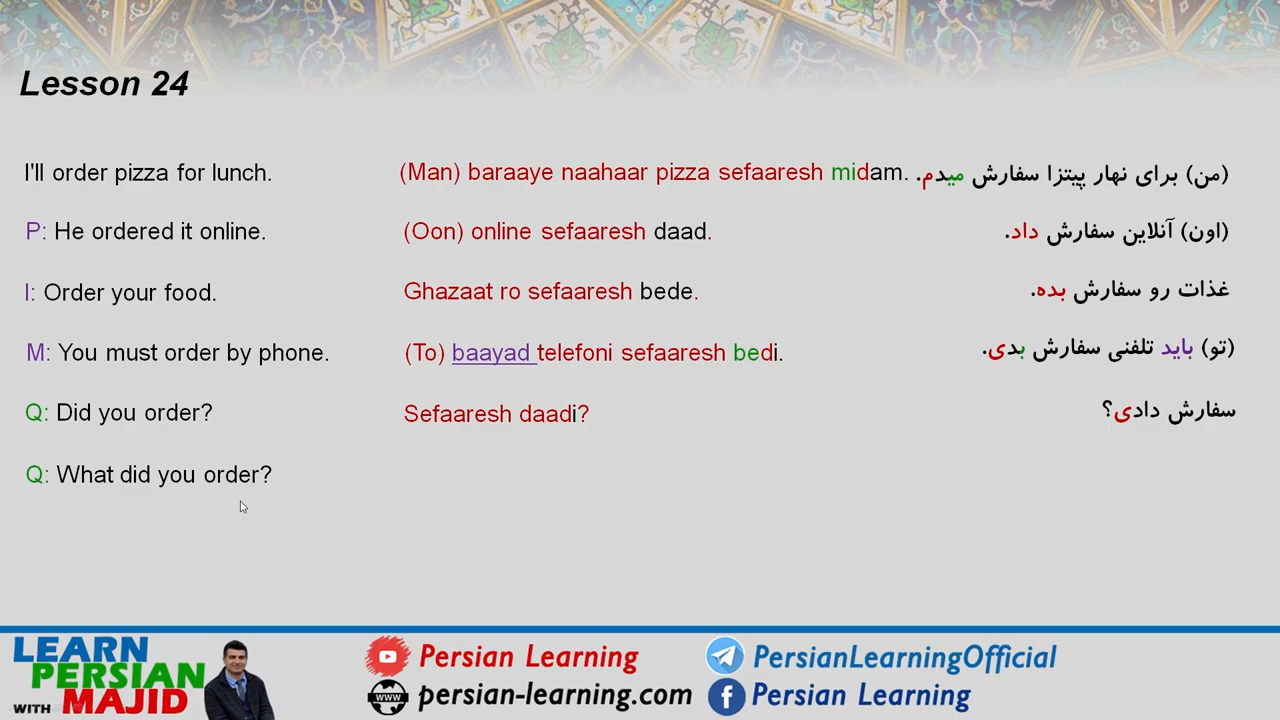 Lesson 24
I'll order pizza for lunch. (Man) baraaye naahaar pizza sefaaresh midam. (من) برای نهار پیتزا سفارش میدم.
P: He ordered it online. (Oon) online sefaaresh daad. (اون) آنلاین سفارش داد.
I: Order your food. Ghazaat ro sefaaresh bede. غذات رو سفارش بده.
M: You must order by phone. (To) baayad telefoni sefaaresh bedi. (تو) باید تلفنی سفارش بدی.
Q: Did you order? Sefaaresh daadi? سفارش دادی؟
Q: What did you order?
LEARN PERSIAN WITH MAJID
Persian Learning PersianLearningOfficial
www persian-learning.com Persian Learning